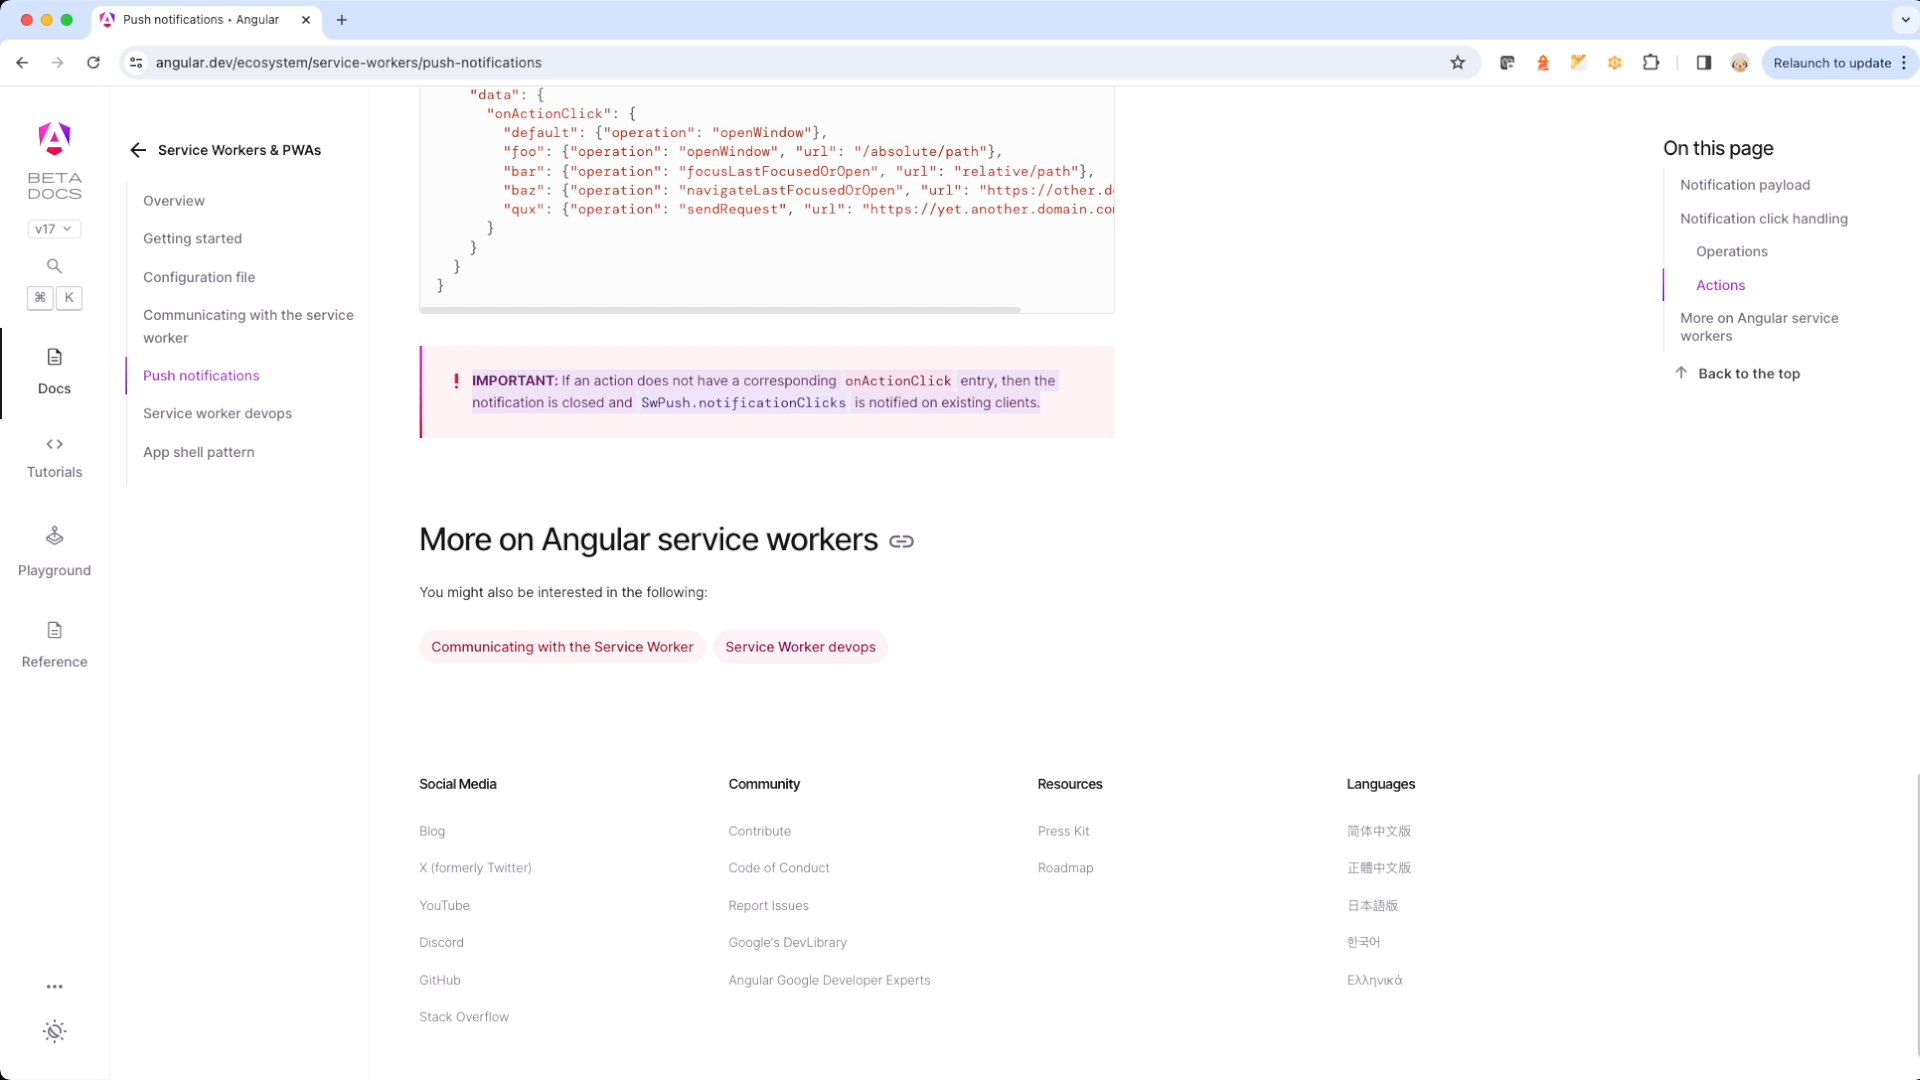 Push notifications • Angular
angular.dev/ecosystem/service-workers/push-notifications
Relaunch to update
BETA
DOCS
v17
⌘ K
Docs
Tutorials
Playground
Reference
Service Workers & PWAs
Overview
Getting started
Configuration file
Communicating with the service
worker
Push notifications
Service worker devops
App shell pattern
"data": {
"onActionClick": {
"default": {"operation": "openWindow"},
"foo": {"operation": "openWindow", "url": "/absolute/path"},
"bar": {"operation": "focusLastFocusedOrOpen", "url": "relative/path"},
"baz": {"operation": "navigateLastFocusedOrOpen", "url": "https://other.d
"qux": {"operation": "sendRequest", "url": "https://yet.another.domain.co
}
}
}
}
! IMPORTANT: If an action does not have a corresponding onActionClick entry, then the
notification is closed and SwPush.notificationClicks is notified on existing clients.
More on Angular service workers
You might also be interested in the following:
Communicating with the Service Worker
Service Worker devops
On this page
Notification payload
Notification click handling
Operations
Actions
More on Angular service
workers
Back to the top
Social Media
Blog
X (formerly Twitter)
YouTube
Discord
GitHub
Stack Overflow
Community
Contribute
Code of Conduct
Report Issues
Google's DevLibrary
Angular Google Developer Experts
Resources
Press Kit
Roadmap
Languages
简体中文版
正體中文版
日本語版
한국어
Ελληνικά